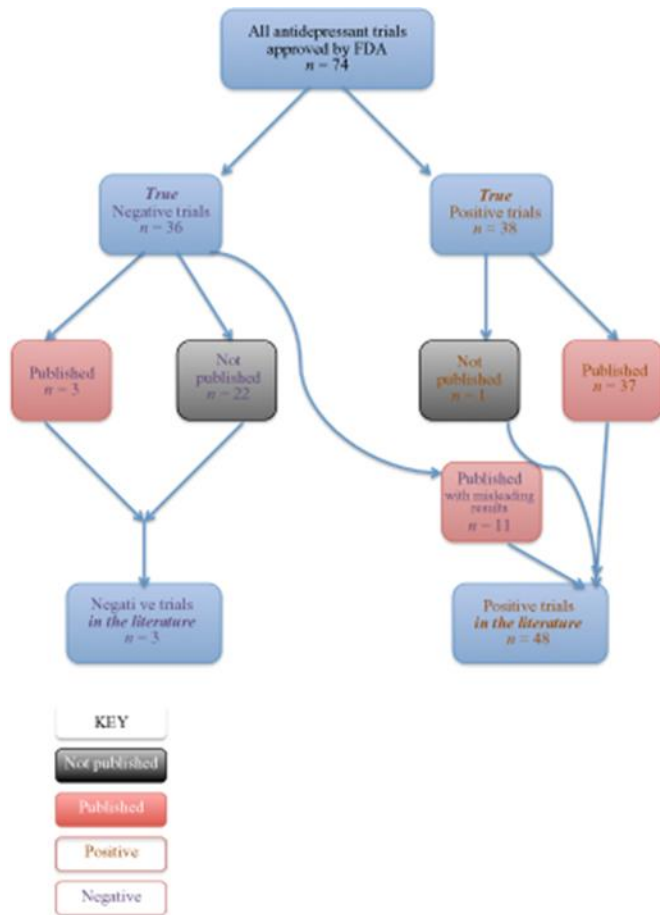 All antidepressant trials
approved by FDA
n = 74
True
Negative trials
n = 36
True
Positive trials
n = 38
Published
n = 3
Not
published
n = 22
Not
published
n = 1
Published
n = 37
Published
with misleading
results
n = 11
Negati ve trials
in the literature
n = 3
Positive trials
in the literature
n = 48
KEY
Not published
Published
Positive
Negative